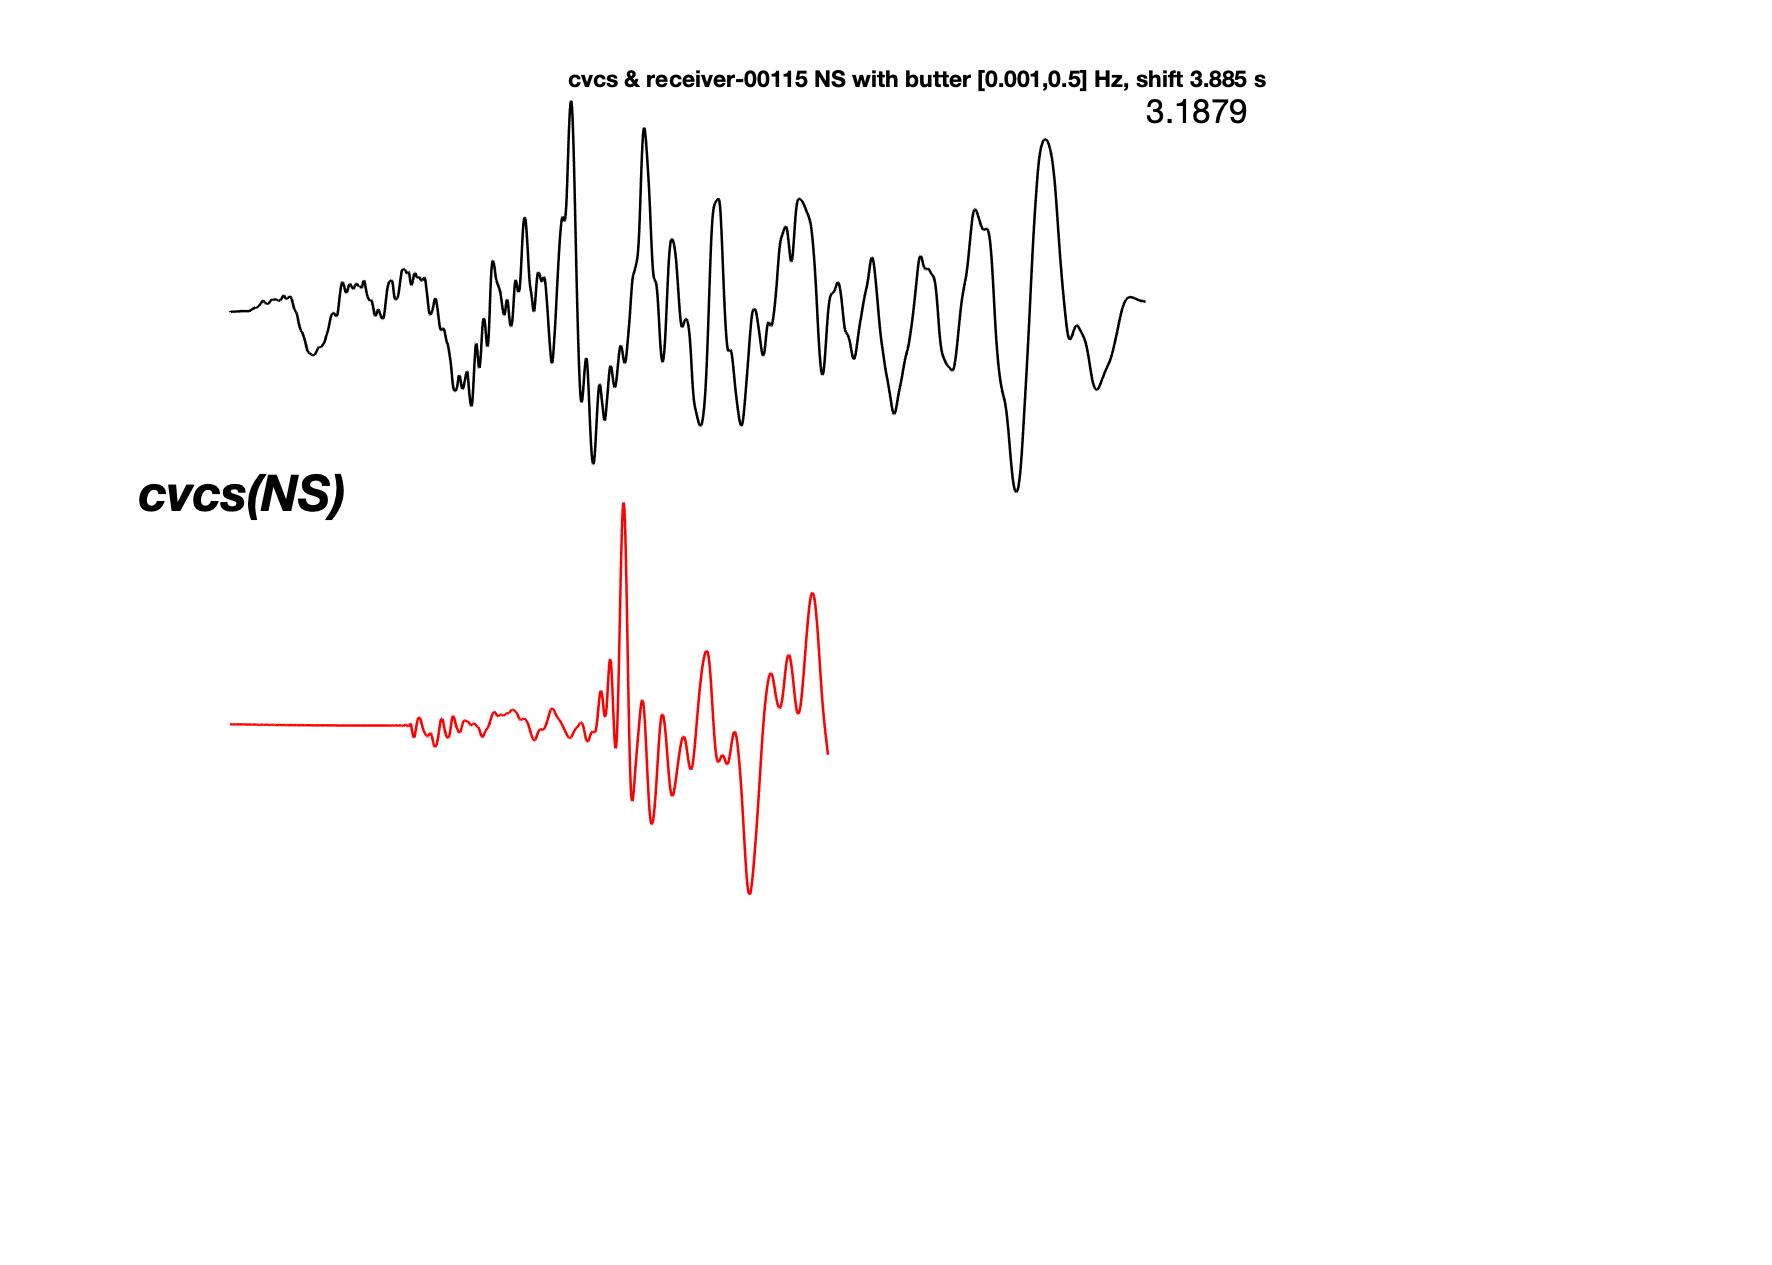 cvcs & receiver-00115 NS with butter [0.001,0.5] Hz, shift 3.885 s
3.1879
cvcs(NS)